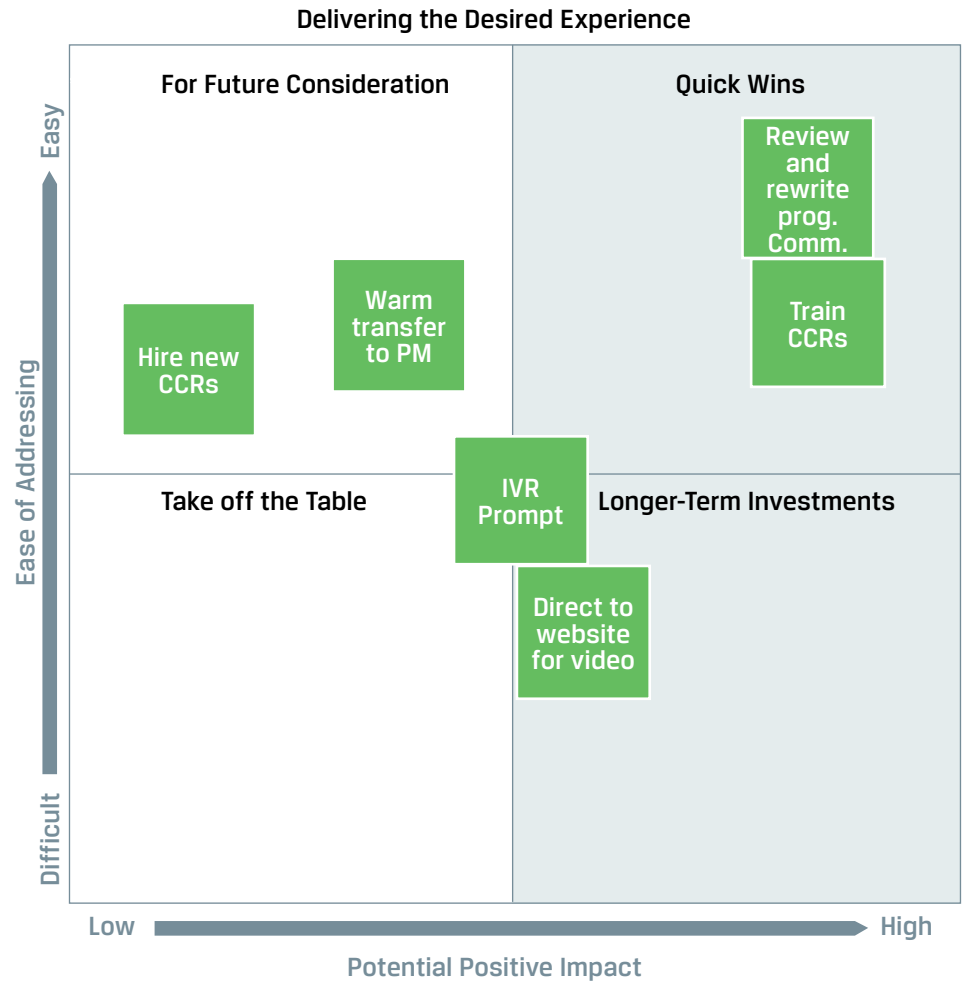 Delivering the Desired Experience
For Future Consideration
Quick Wins
Easy
Review
and
rewrite
prog.
Comm.
Warm
transfer
to PM
Train
CCRs
Hire new
CCRs
Ease of Addressing
Take off the Table
IVR
Prompt
Longer-Term Investments
Direct to
website
for video
Difficult
Low
High
Potential Positive Impact